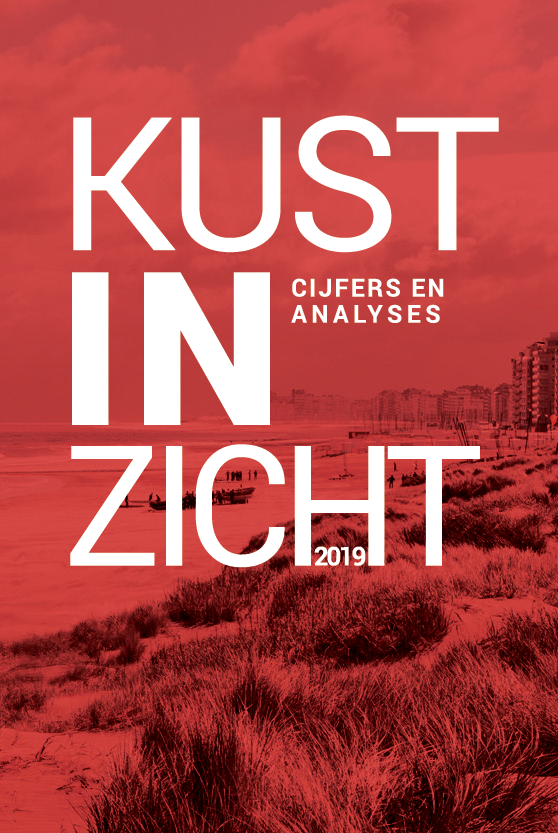 KUST
IN
CIJFERS EN
ANALYSES
ZICHT
2019